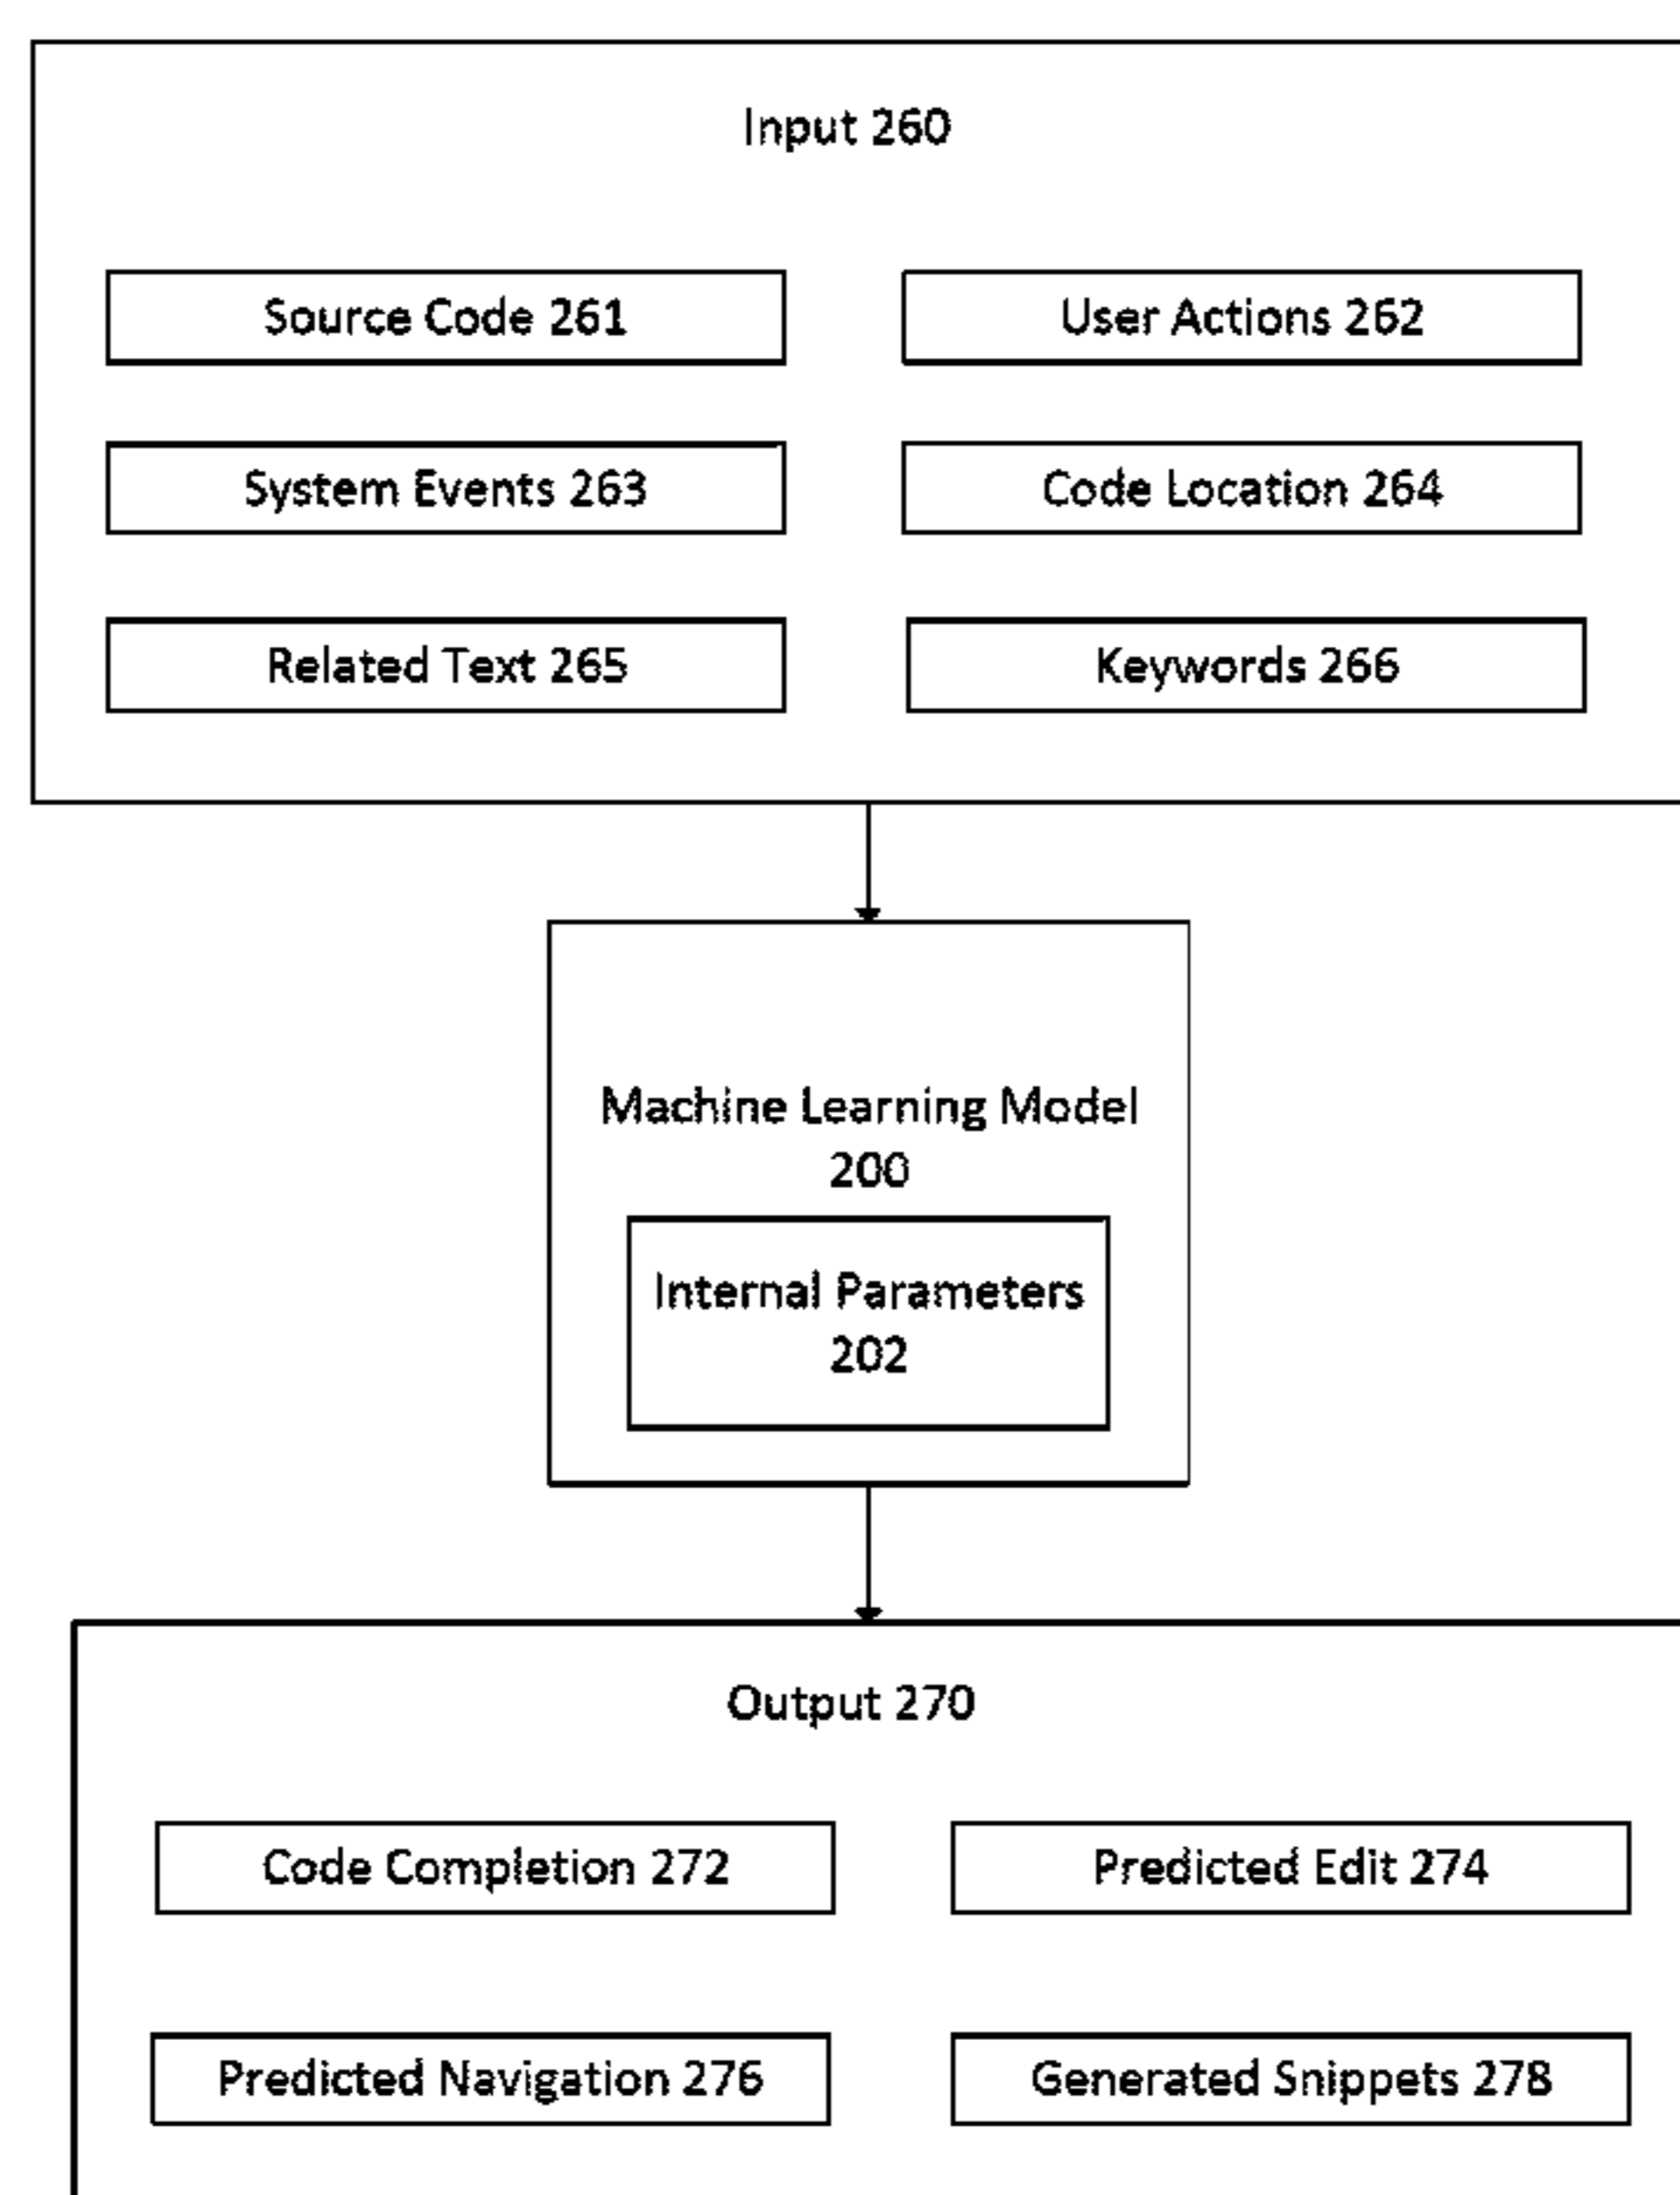 Input 260
Source Code 261
User Actions 262
System Events 263
Code Location 264
Related Text 265
Keywords 266
Machine Learning Model
200
Internal Parameters
202
Output 270
Code Completion 272
Predicted Edit 274
Predicted Navigation 276
Generated Snippets 278